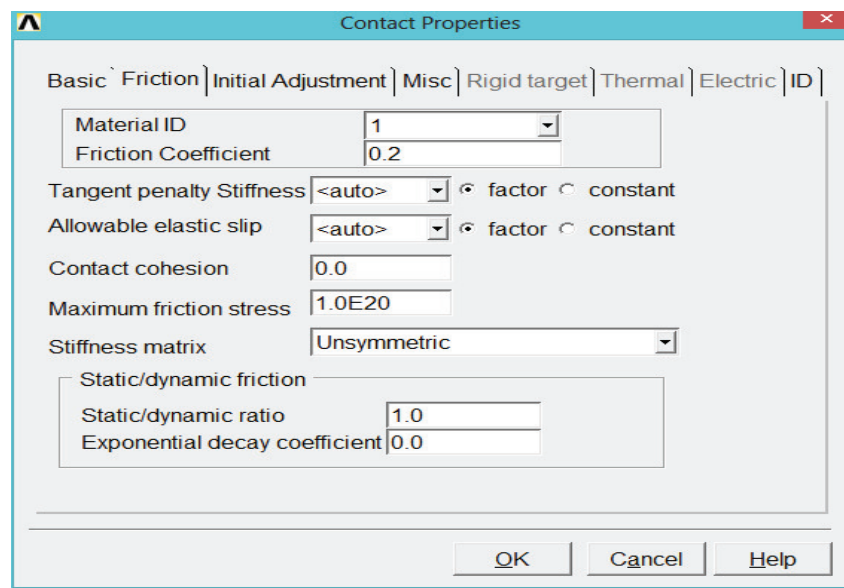 Contact Properties
Basic Friction Initial Adjustment Misc Rigid target Thermal Electric ID
Material ID 1
Friction Coefficient 0.2
Tangent penalty Stiffness <auto> factor constant
Allowable elastic slip <auto> factor constant
Contact cohesion 0.0
Maximum friction stress 1.0E20
Stiffness matrix Unsymmetric
Static/dynamic friction
Static/dynamic ratio 1.0
Exponential decay coefficient 0.0
OK Cancel Help